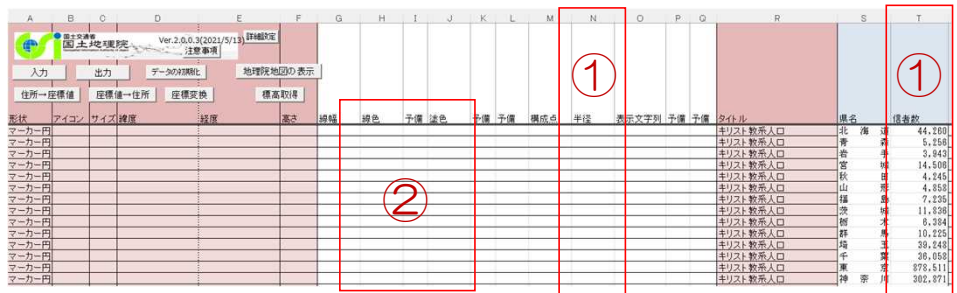 A B C D E F G H I J K L M N O P Q R S T
国土交通省
国土地理院
Ver.2.0.0.3(2021/5/13)
詳細設定
注意事項
入力 出力 データの初期化 地理院地図の表示
住所→座標値 座標値→住所 座標変換 標高取得
① ①
②
形状 アイコン サイズ 緯度 経度 高さ 線幅 線色 予備 塗色 予備 予備 構成点 半径 表示文字列 予備 予備 タイトル 県名 信者数
マーカー円 キリスト教系人口 北海道 44,260
マーカー円 キリスト教系人口 青森 5,256
マーカー円 キリスト教系人口 岩手 3,943
マーカー円 キリスト教系人口 宮城 14,506
マーカー円 キリスト教系人口 秋田 4,245
マーカー円 キリスト教系人口 山形 4,858
マーカー円 キリスト教系人口 福島 7,235
マーカー円 キリスト教系人口 茨城 11,836
マーカー円 キリスト教系人口 栃木 6,384
マーカー円 キリスト教系人口 群馬 10,225
マーカー円 キリスト教系人口 埼玉 39,248
マーカー円 キリスト教系人口 千葉 36,058
マーカー円 キリスト教系人口 東京 878,511
マーカー円 キリスト教系人口 神奈川 302,871